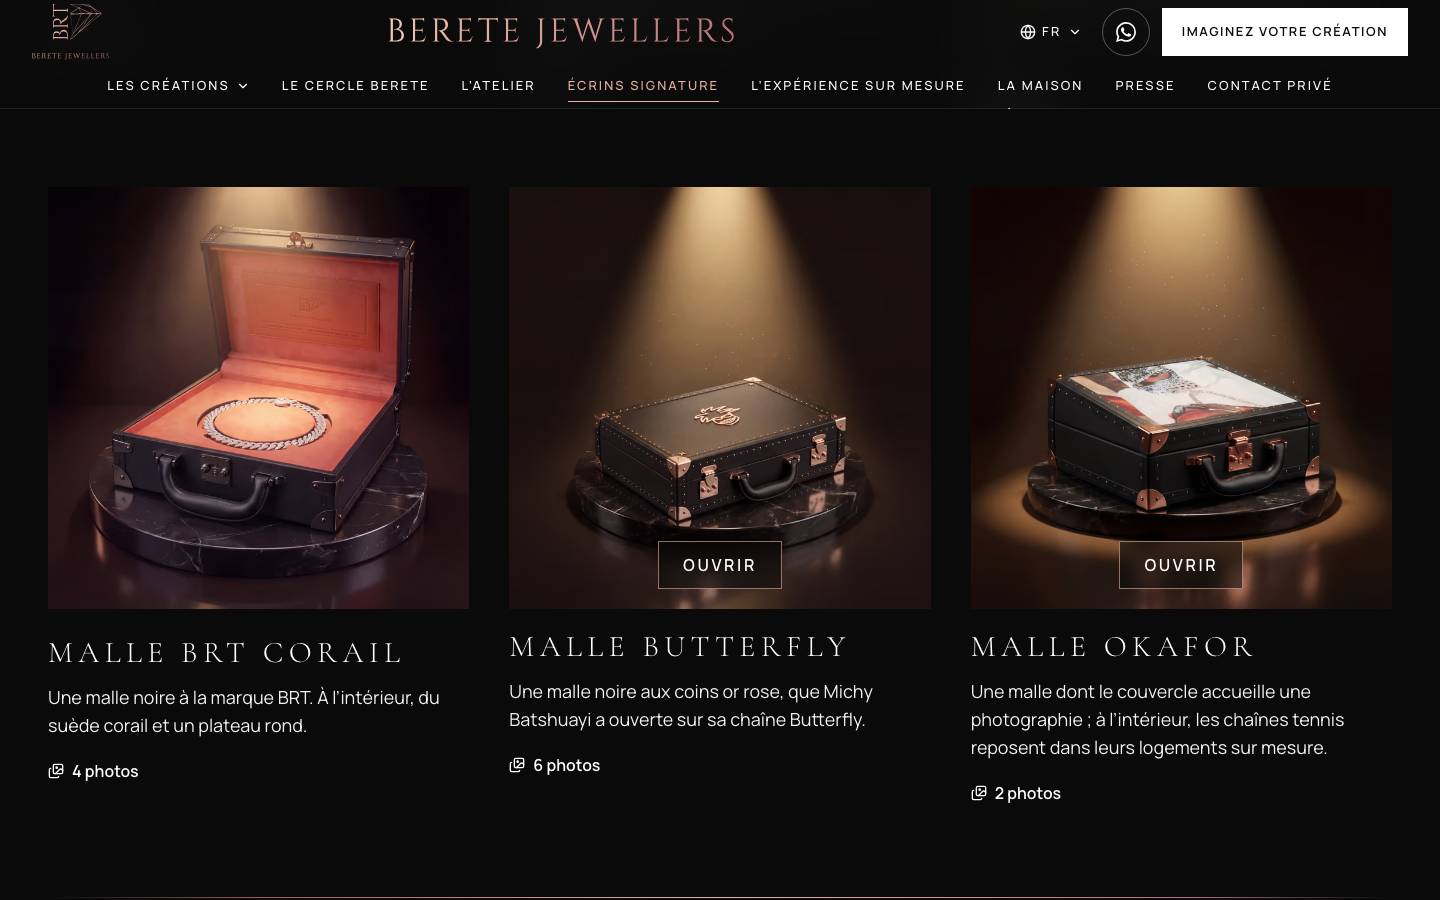 BRT
BERETE JEWELLERS
BERETE JEWELLERS
FR
IMAGINEZ VOTRE CRÉATION
LES CRÉATIONS
LE CERCLE BERETE
L'ATELIER
ÉCRINS SIGNATURE
L'EXPÉRIENCE SUR MESURE
LA MAISON
PRESSE
CONTACT PRIVÉ
OUVRIR
OUVRIR
MALLE BRT CORAIL
Une malle noire à la marque BRT. À l’intérieur, du
suède corail et un plateau rond.
4 photos
MALLE BUTTERFLY
Une malle noire aux coins or rose, que Michy
Batshuayi a ouverte sur sa chaîne Butterfly.
6 photos
MALLE OKAFOR
Une malle dont le couvercle accueille une
photographie ; à l’intérieur, les chaînes tennis
reposent dans leurs logements sur mesure.
2 photos